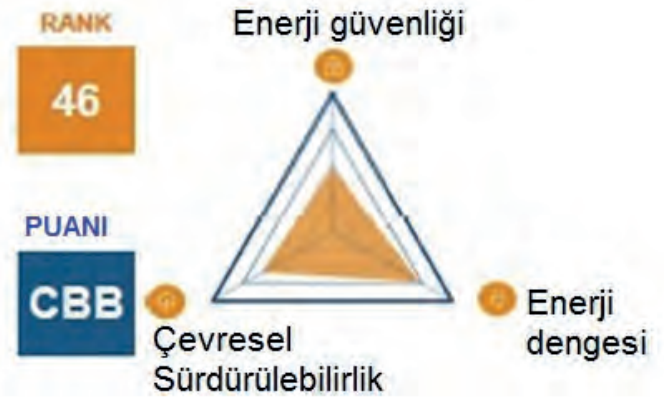 RANK
46
Enerji güvenliği
PUANI
CBB
Çevresel
Sürdürülebilirlik
Enerji
dengesi